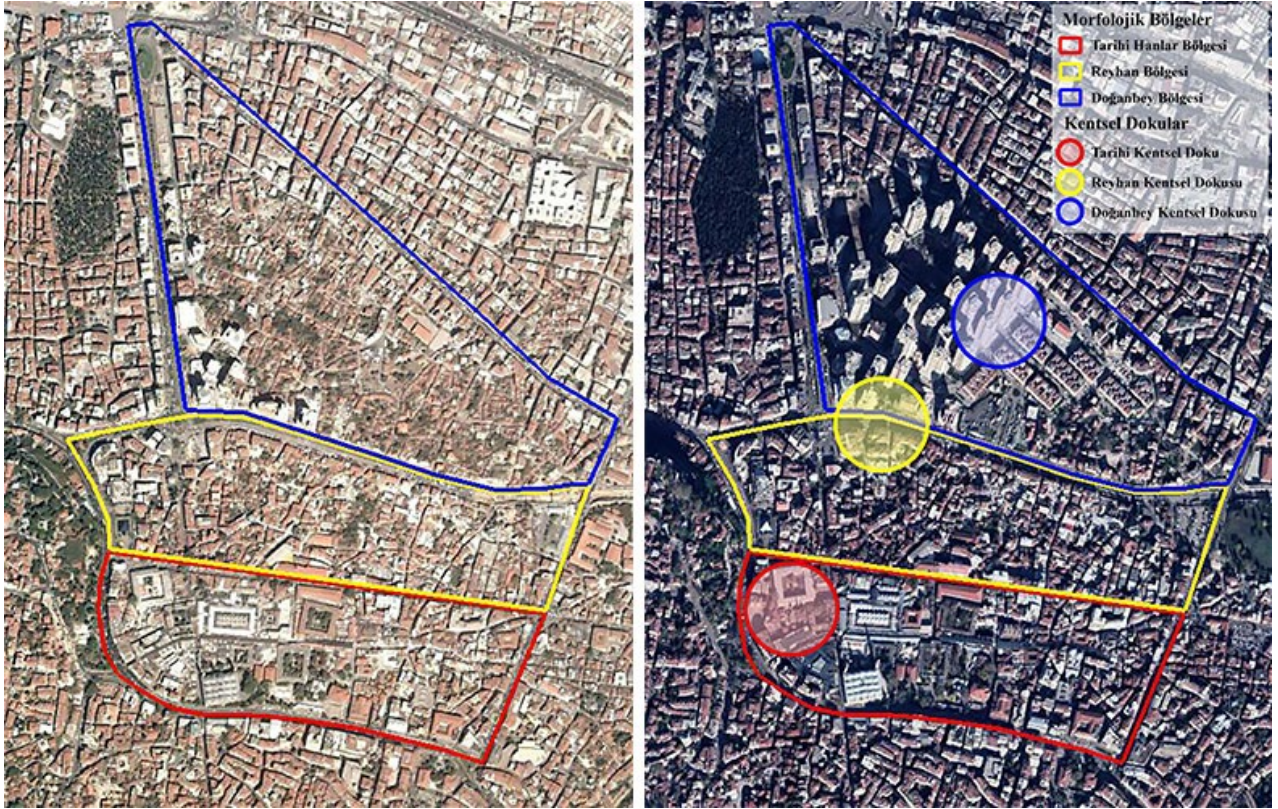 Morfolojik Bölgeler
Tarihi Hanlar Bölgesi
Reyhan Bölgesi
Doğanbey Bölgesi
Kentsel Dokular
Tarihi Kentsel Doku
Reyhan Kentsel Dokusu
Doğanbey Kentsel Dokusu